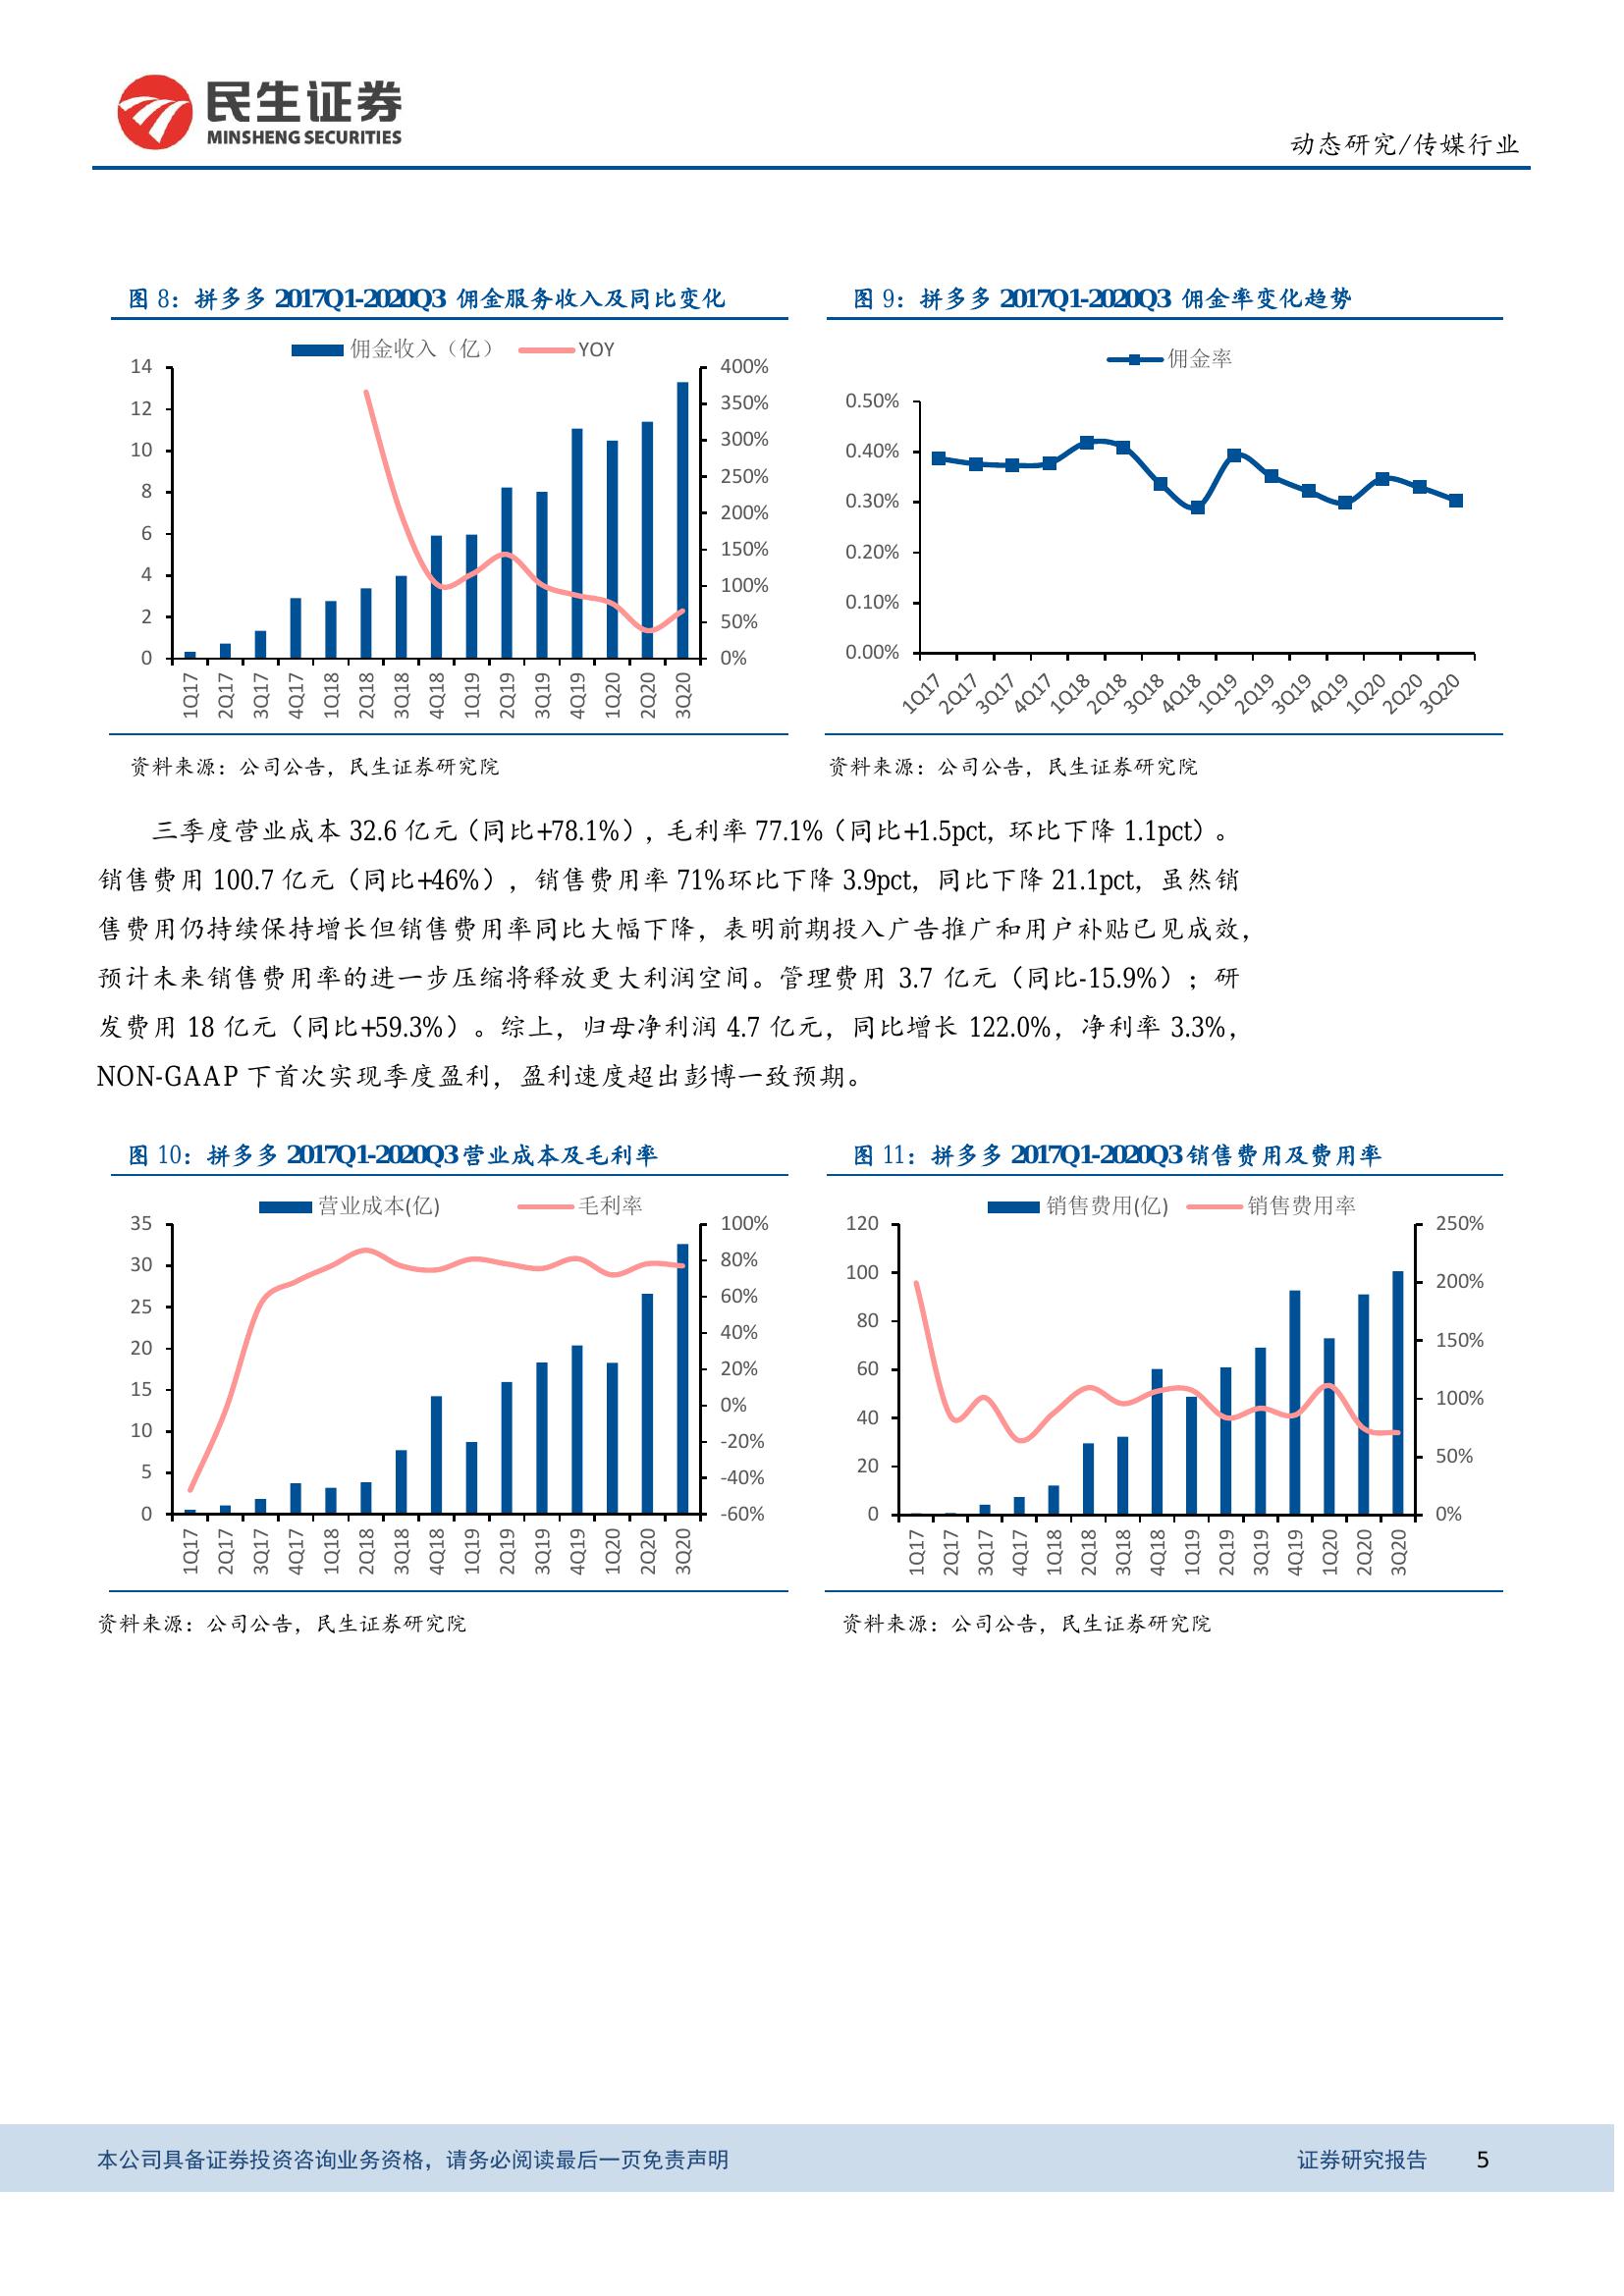 民生证券
MINSHENG SECURITIES
动态研究/传媒行业
图 8：拼多多 2017Q1-2020Q3 佣金服务收入及同比变化
佣金收入（亿） YOY
14
12
10
8
6
4
2
0
400%
350%
300%
250%
200%
150%
100%
50%
0%
1Q17 2Q17 3Q17 4Q17 1Q18 2Q18 3Q18 4Q18 1Q19 2Q19 3Q19 4Q19 1Q20 2Q20 3Q20
资料来源：公司公告，民生证券研究院
图 9：拼多多 2017Q1-2020Q3 佣金率变化趋势
佣金率
0.50%
0.40%
0.30%
0.20%
0.10%
0.00%
1Q17 2Q17 3Q17 4Q17 1Q18 2Q18 3Q18 4Q18 1Q19 2Q19 3Q19 4Q19 1Q20 2Q20 3Q20
资料来源：公司公告，民生证券研究院
三季度营业成本 32.6 亿元（同比+78.1%），毛利率 77.1%（同比+1.5pct，环比下降 1.1pct）。
销售费用 100.7 亿元（同比+46%），销售费用率 71%环比下降 3.9pct，同比下降 21.1pct，虽然销
售费用仍持续保持增长但销售费用率同比大幅下降，表明前期投入广告推广和用户补贴已见成效，
预计未来销售费用率的进一步压缩将释放更大利润空间。管理费用 3.7 亿元（同比-15.9%）；研
发费用 18 亿元（同比+59.3%）。综上，归母净利润 4.7 亿元，同比增长 122.0%，净利率 3.3%，
NON-GAAP 下首次实现季度盈利，盈利速度超出彭博一致预期。
图 10：拼多多 2017Q1-2020Q3 营业成本及毛利率
营业成本(亿) 毛利率
35
30
25
20
15
10
5
0
100%
80%
60%
40%
20%
0%
-20%
-40%
-60%
1Q17 2Q17 3Q17 4Q17 1Q18 2Q18 3Q18 4Q18 1Q19 2Q19 3Q19 4Q19 1Q20 2Q20 3Q20
资料来源：公司公告，民生证券研究院
图 11：拼多多 2017Q1-2020Q3 销售费用及费用率
销售费用(亿) 销售费用率
120
100
80
60
40
20
0
250%
200%
150%
100%
50%
0%
1Q17 2Q17 3Q17 4Q17 1Q18 2Q18 3Q18 4Q18 1Q19 2Q19 3Q19 4Q19 1Q20 2Q20 3Q20
资料来源：公司公告，民生证券研究院
本公司具备证券投资咨询业务资格，请务必阅读最后一页免责声明
证券研究报告 5